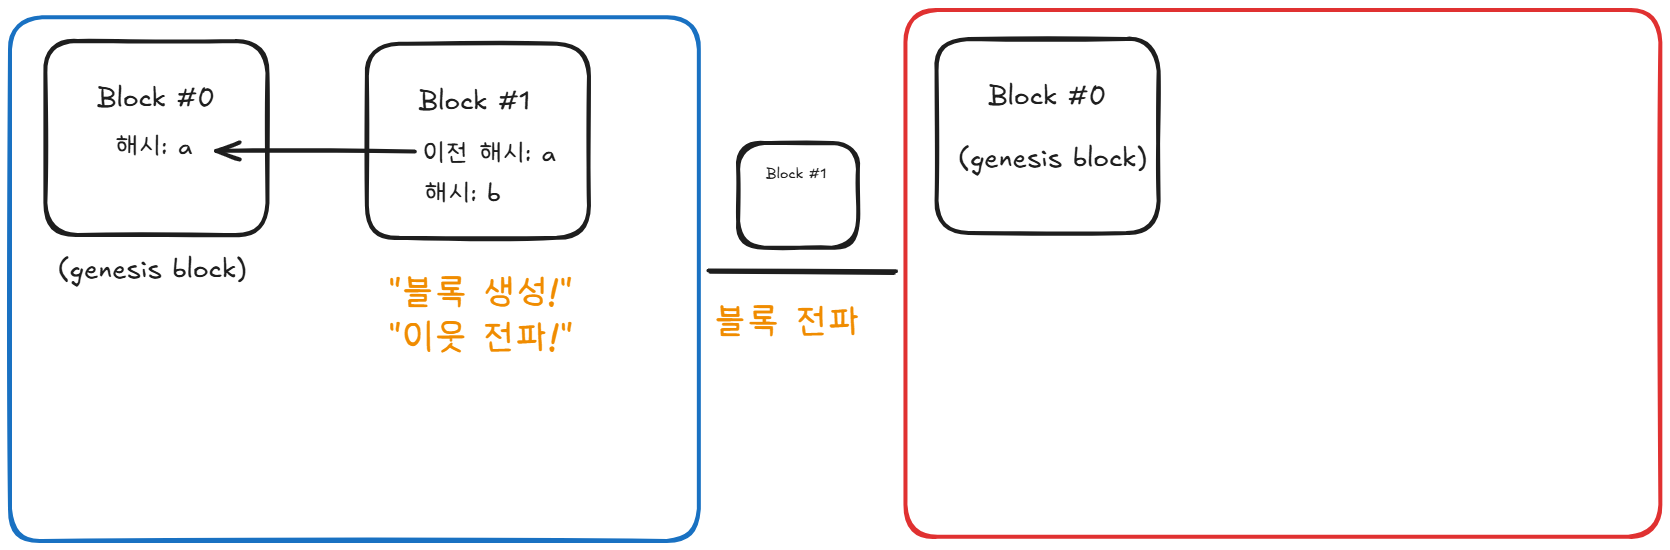 Block #0
해시: a
(genesis block)
Block #1
이전 해시: a
해시: b
"블록 생성!"
"이웃 전파!"
Block #1
블록 전파
Block #0
(genesis block)